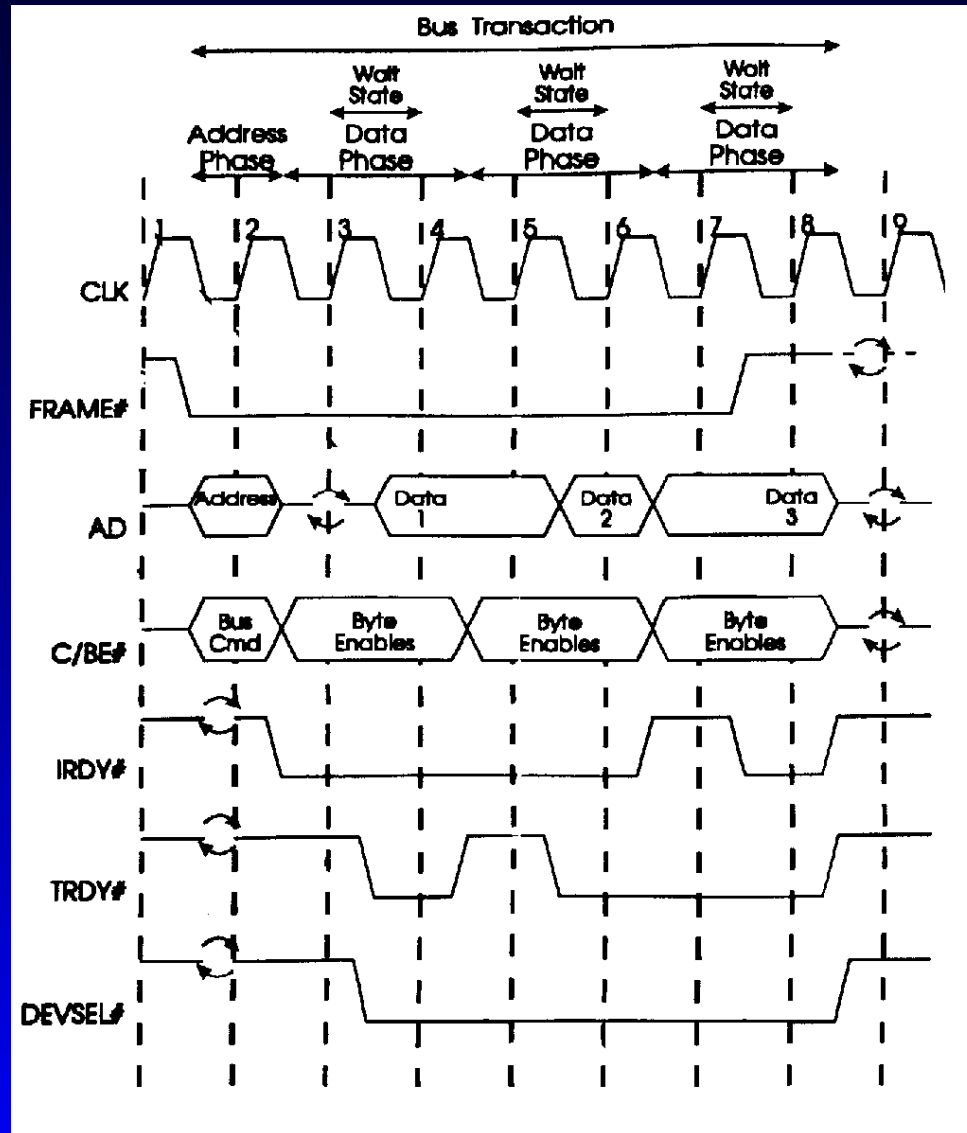 Bus Transaction
Wait State
Wait State
Wait State
Address Phase
Data Phase
Data Phase
Data Phase
1 2 3 4 5 6 7 8 9
CLK
FRAME#
Address
Data 1
Data 2
Data 3
AD
Bus Cmd
Byte Enables
Byte Enables
Byte Enables
C/BE#
IRDY#
TRDY#
DEVSEL#